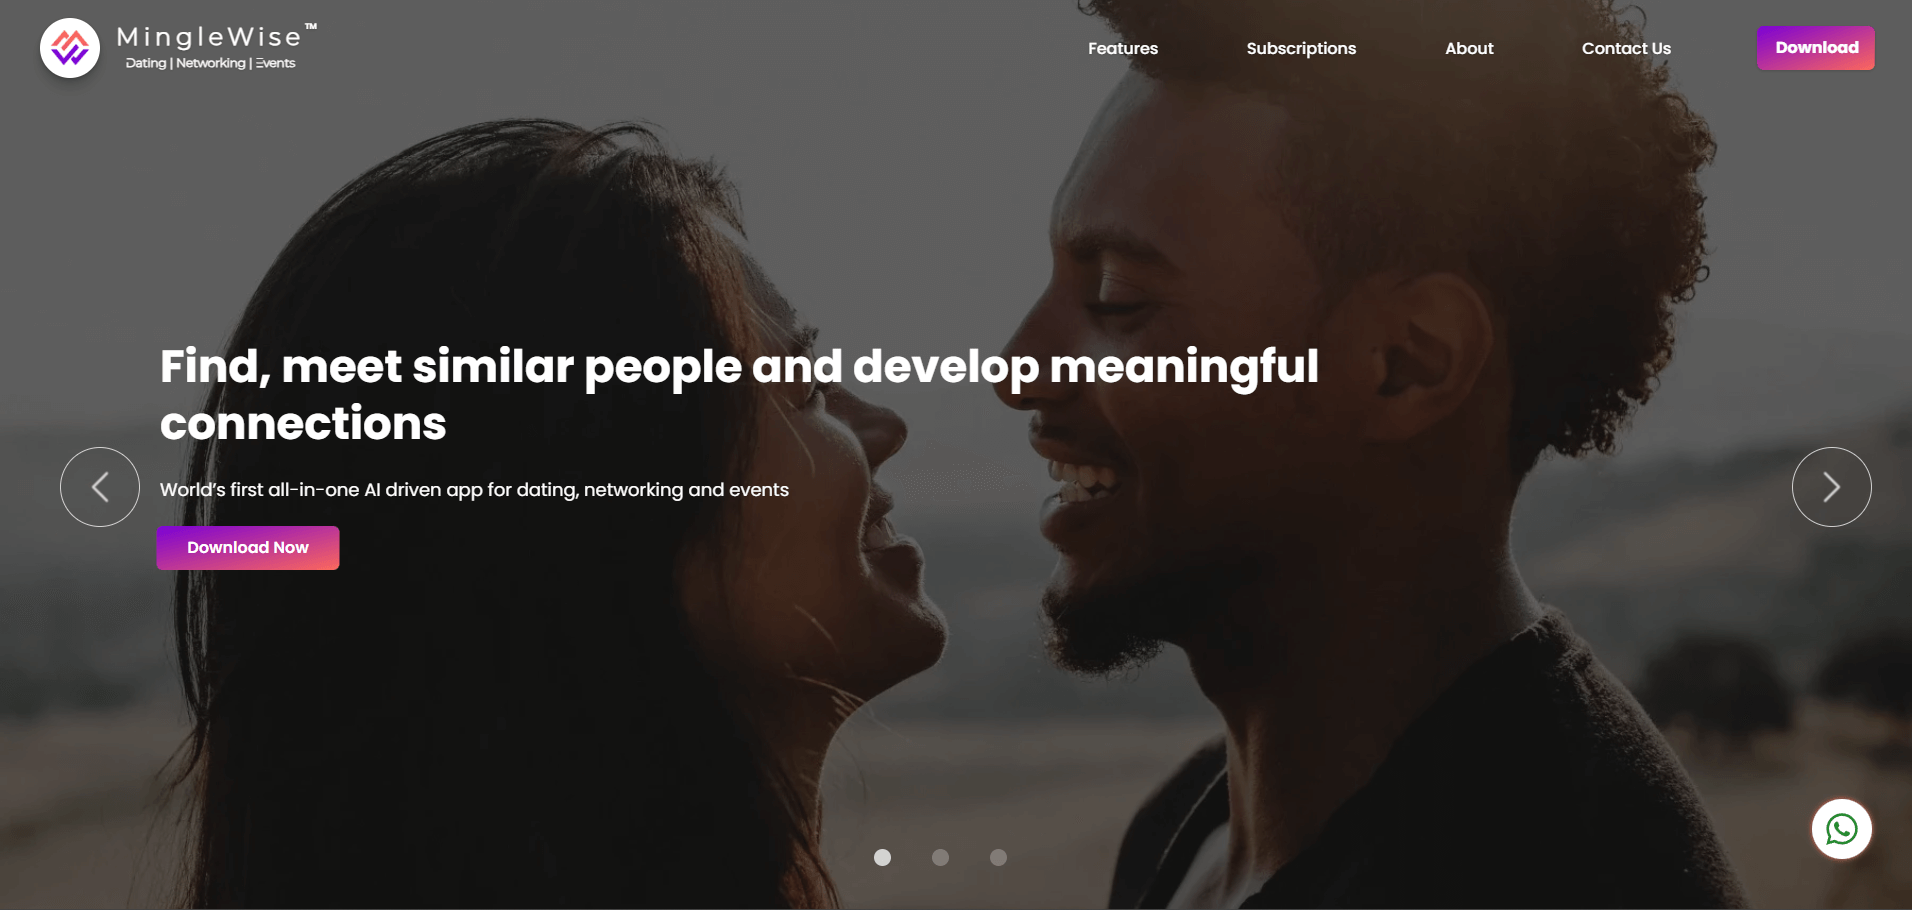 MingleWise™
Dating | Networking | Events
Features
Subscriptions
About
Contact Us
Download
Find, meet similar people and develop meaningful
connections
World’s first all-in-one AI driven app for dating, networking and events
Download Now